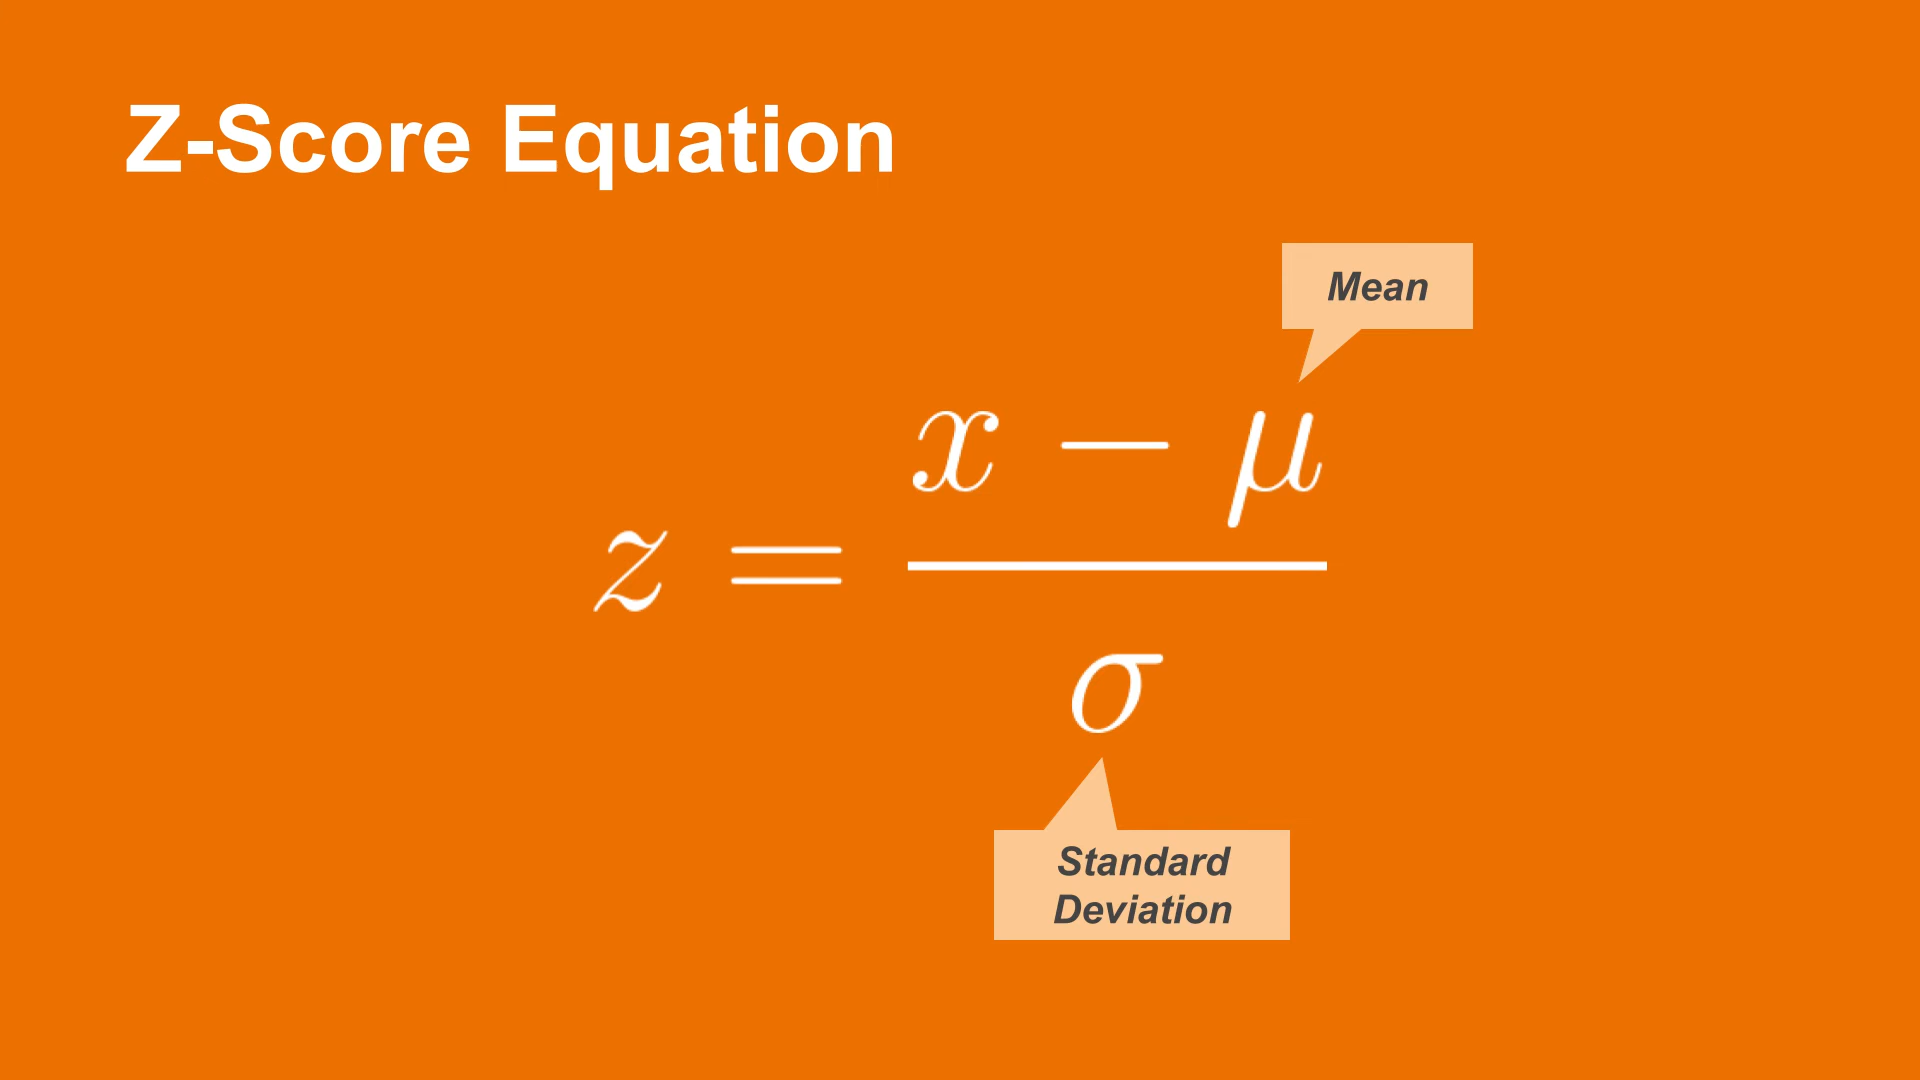 Z-Score Equation
Mean
x − μ
z =
σ
Standard
Deviation